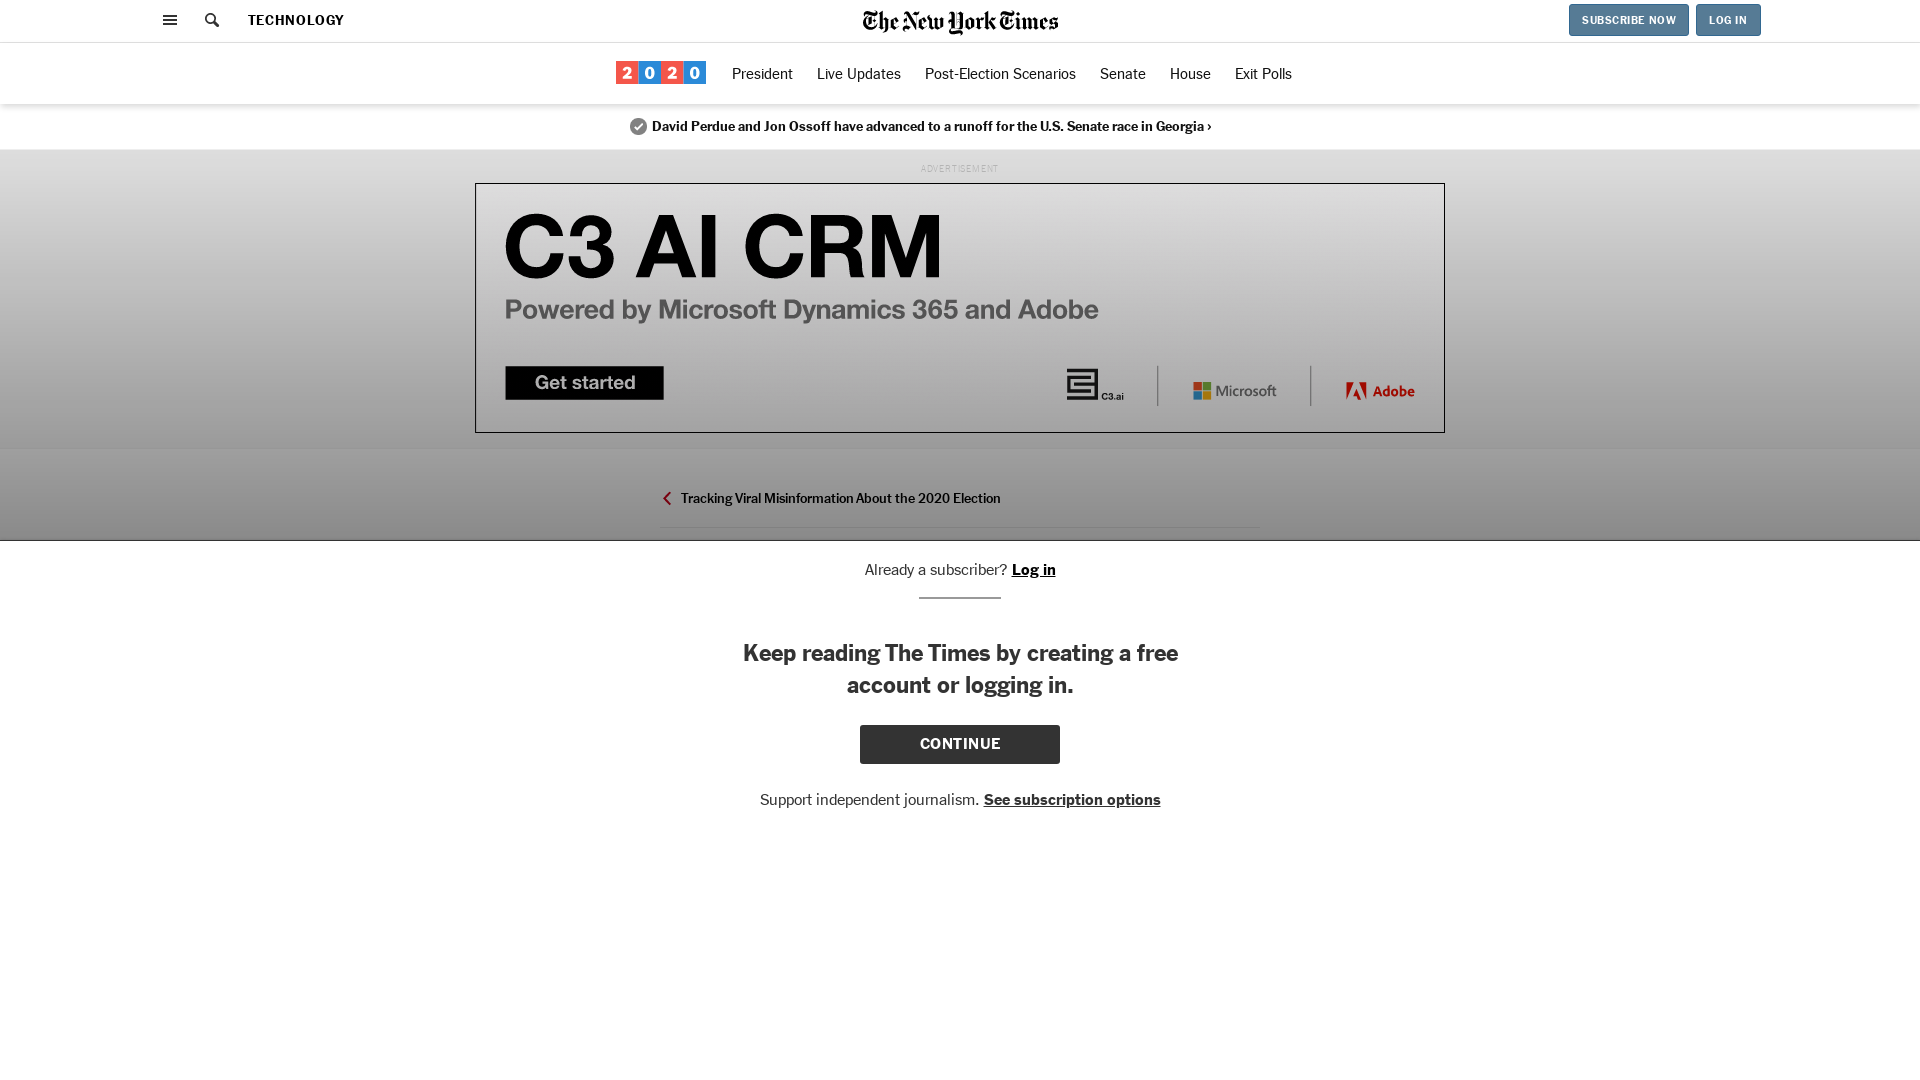 TECHNOLOGY
The New York Times
SUBSCRIBE NOW
LOG IN
2020
President
Live Updates
Post-Election Scenarios
Senate
House
Exit Polls
David Perdue and Jon Ossoff have advanced to a runoff for the U.S. Senate race in Georgia ›
ADVERTISEMENT
C3 AI CRM
Powered by Microsoft Dynamics 365 and Adobe
Get started
C3.ai
Microsoft
Adobe
Tracking Viral Misinformation About the 2020 Election
Already a subscriber? Log in
Keep reading The Times by creating a free
account or logging in.
CONTINUE
Support independent journalism. See subscription options